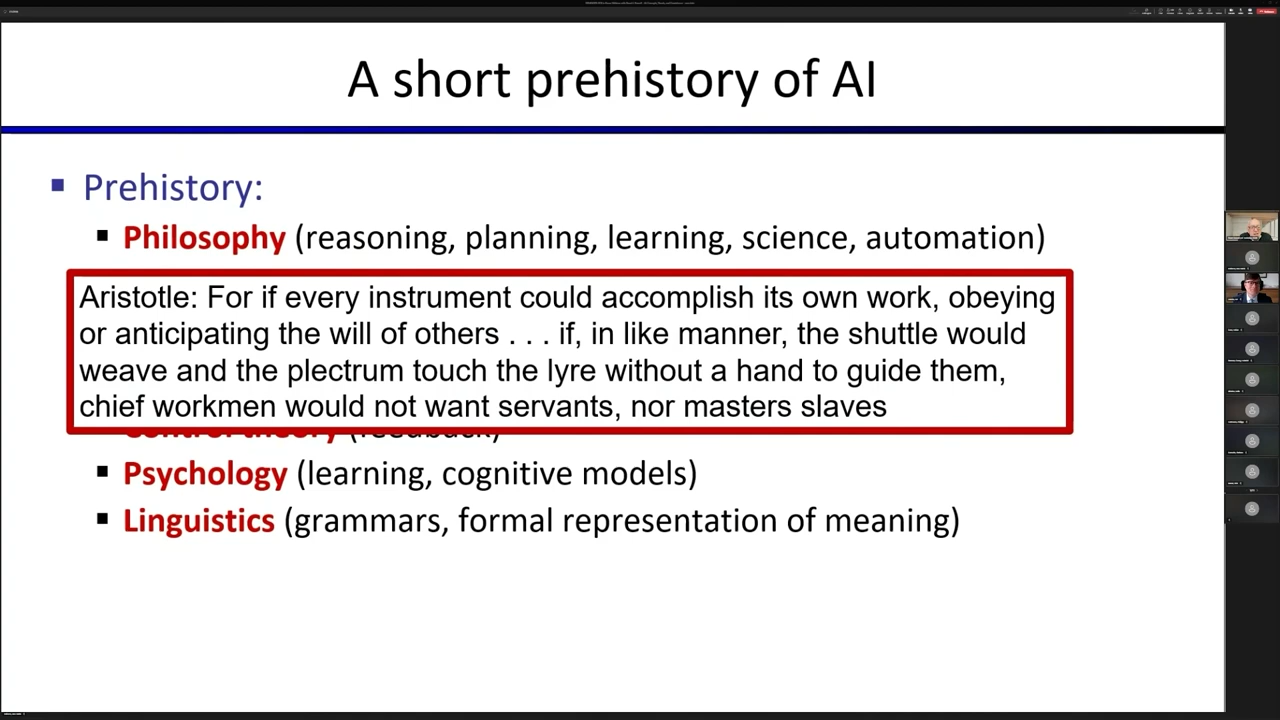 A short prehistory of AI
▪ Prehistory:
▪ Philosophy (reasoning, planning, learning, science, automation)
Aristotle: For if every instrument could accomplish its own work, obeying
or anticipating the will of others . . . if, in like manner, the shuttle would
weave and the plectrum touch the lyre without a hand to guide them,
chief workmen would not want servants, nor masters slaves
Control theory (feedback)
▪ Psychology (learning, cognitive models)
▪ Linguistics (grammars, formal representation of meaning)